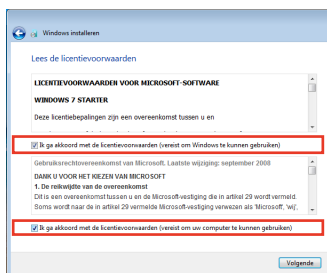 Windows installeren
Lees de licentievoorwaarden
LICENTIEVOORWAARDEN VOOR MICROSOFT-SOFTWARE
WINDOWS 7 STARTER
Deze licentiebepalingen zijn een overeenkomst tussen u en
Ik ga akkoord met de licentievoorwaarden (vereist om Windows te kunnen gebruiken)
Gebruiksrechtovereenkomst van Microsoft. Laatste wijziging: september 2008
DANK U VOOR HET KIEZEN VAN MICROSOFT
1. De reikwijdte van de overeenkomst
Dit is een overeenkomst tussen u en de Microsoft-vestiging die in artikel 29 wordt vermeld.
Soms wordt naar de in artikel 29 vermelde Microsoft-vestiging verwezen als 'Microsoft', 'wij',
Ik ga akkoord met de licentievoorwaarden (vereist om uw computer te kunnen gebruiken)
Volgende